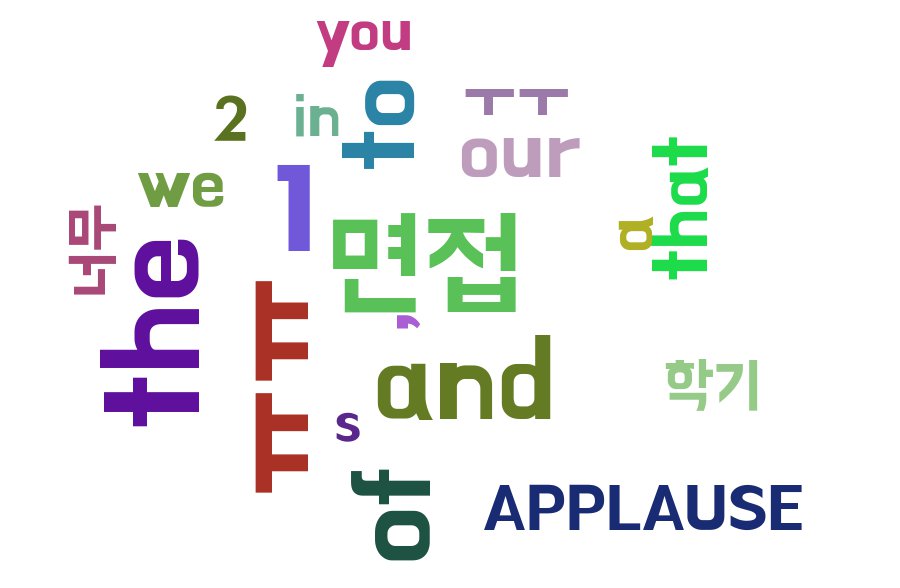 you
2
in
to
ㅜㅜ
our
that
we
1
너무
a
the
면접
ㅠㅠ
,
and
학기
s
of
APPLAUSE